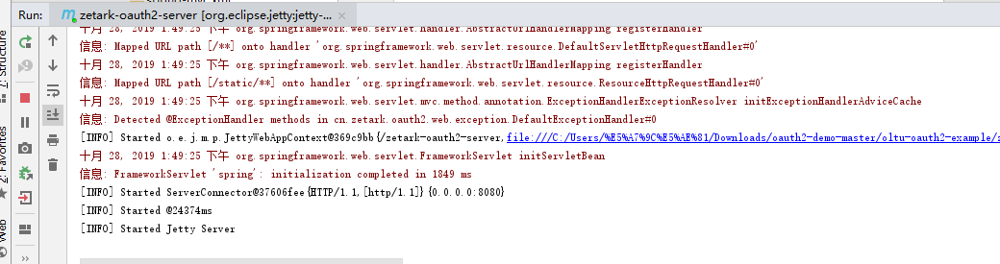 Run: zetark-oauth2-server [org.eclipse.jetty:jetty-... ×
十月 28, 2019 1:49:25 下午 org.springframework.web.servlet.handler.AbstractUrlHandlerMapping registerHandler
信息: Mapped URL path [/**] onto handler 'org.springframework.web.servlet.resource.DefaultServletHttpRequestHandler#0'
十月 28, 2019 1:49:25 下午 org.springframework.web.servlet.handler.AbstractUrlHandlerMapping registerHandler
信息: Mapped URL path [/static/**] onto handler 'org.springframework.web.servlet.resource.ResourceHttpRequestHandler#0'
十月 28, 2019 1:49:25 下午 org.springframework.web.servlet.mvc.method.annotation.ExceptionHandlerExceptionResolver initExceptionHandlerAdviceCache
信息: Detected @ExceptionHandler methods in cn.zetark.oauth2.web.exception.DefaultExceptionHandler#0
[INFO] Started o.e.j.m.p.JettyWebAppContext@369c9bb{/zetark-oauth2-server,file:///C:/Users/%E5%A7%9C%E5%AE%81/Downloads/oauth2-demo-master/oltu-oauth2-example/
十月 28, 2019 1:49:25 下午 org.springframework.web.servlet.FrameworkServlet initServletBean
信息: FrameworkServlet 'spring': initialization completed in 1849 ms
[INFO] Started ServerConnector@37606fee{HTTP/1.1,[http/1.1]}{0.0.0.0:8080}
[INFO] Started @24374ms
[INFO] Started Jetty Server
Z: Structure
2: Favorites
Web